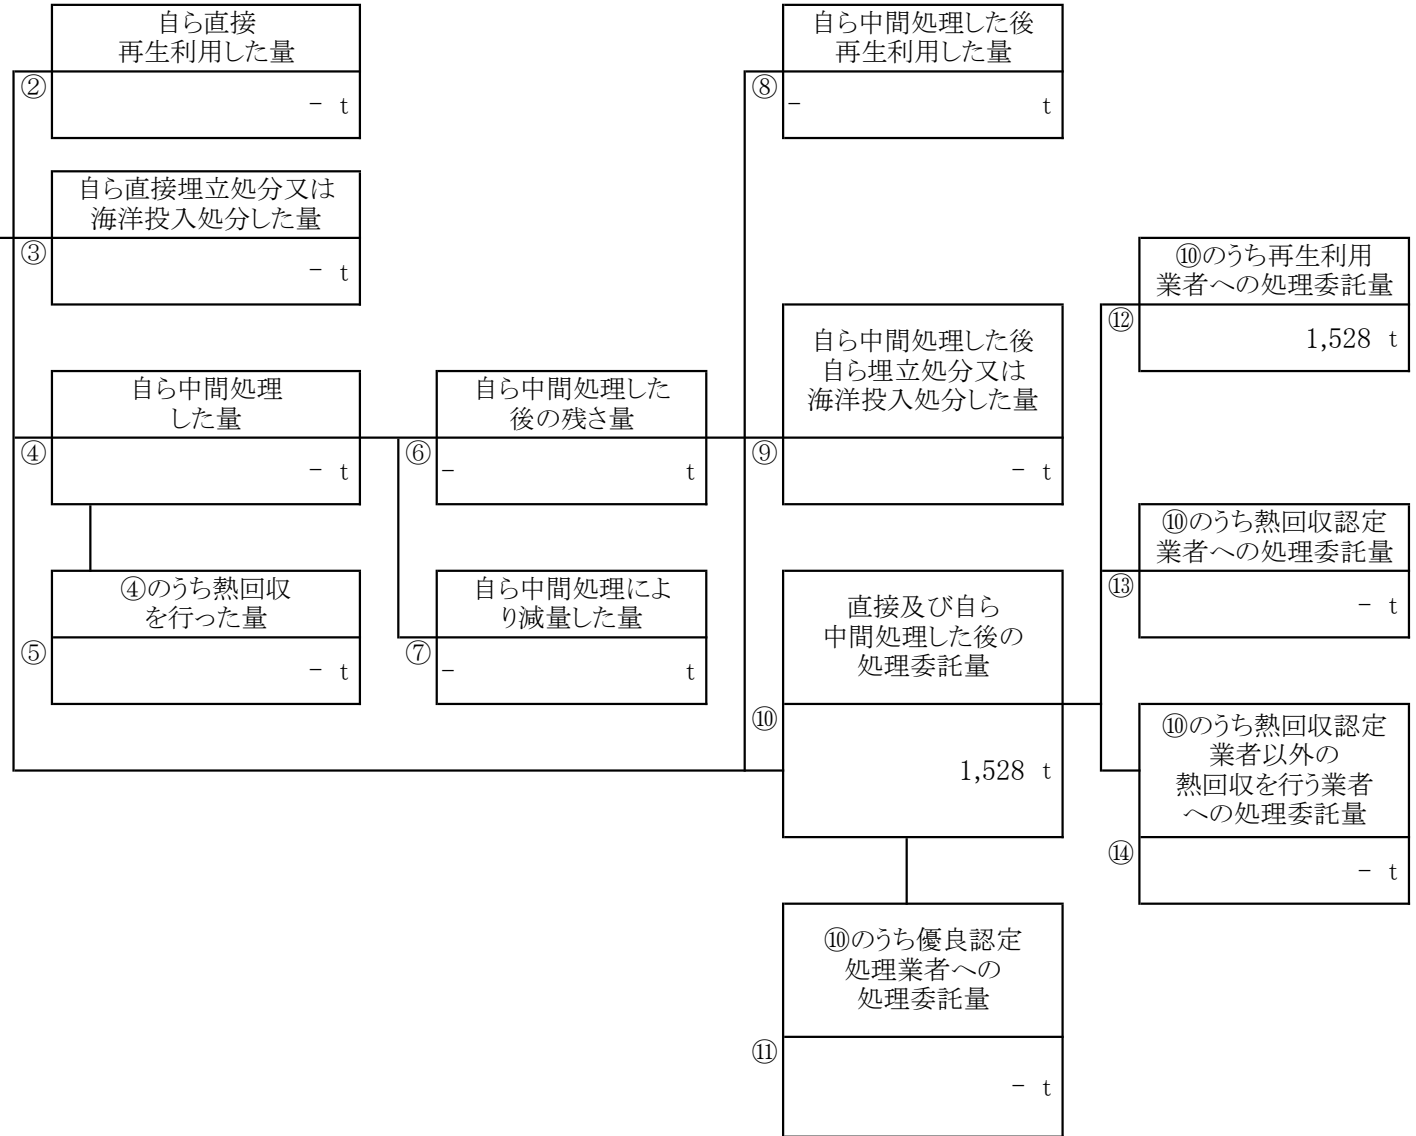 自ら直接
再生利用した量
②
－ t
自ら直接埋立処分又は
海洋投入処分した量
③
－ t
自ら中間処理
した量
④
－ t
④のうち熱回収
を行った量
⑤
－ t
自ら中間処理した
後の残さ量
⑥
－ t
自ら中間処理によ
り減量した量
⑦
－ t
自ら中間処理した後
再生利用した量
⑧
－ t
自ら中間処理した後
自ら埋立処分又は
海洋投入処分した量
⑨
－ t
直接及び自ら
中間処理した後の
処理委託量
⑩
1,528 t
⑩のうち優良認定
処理業者への
処理委託量
⑪
－ t
⑩のうち再生利用
業者への処理委託量
⑫
1,528 t
⑩のうち熱回収認定
業者への処理委託量
⑬
－ t
⑩のうち熱回収認定
業者以外の
熱回収を行う業者
への処理委託量
⑭
－ t